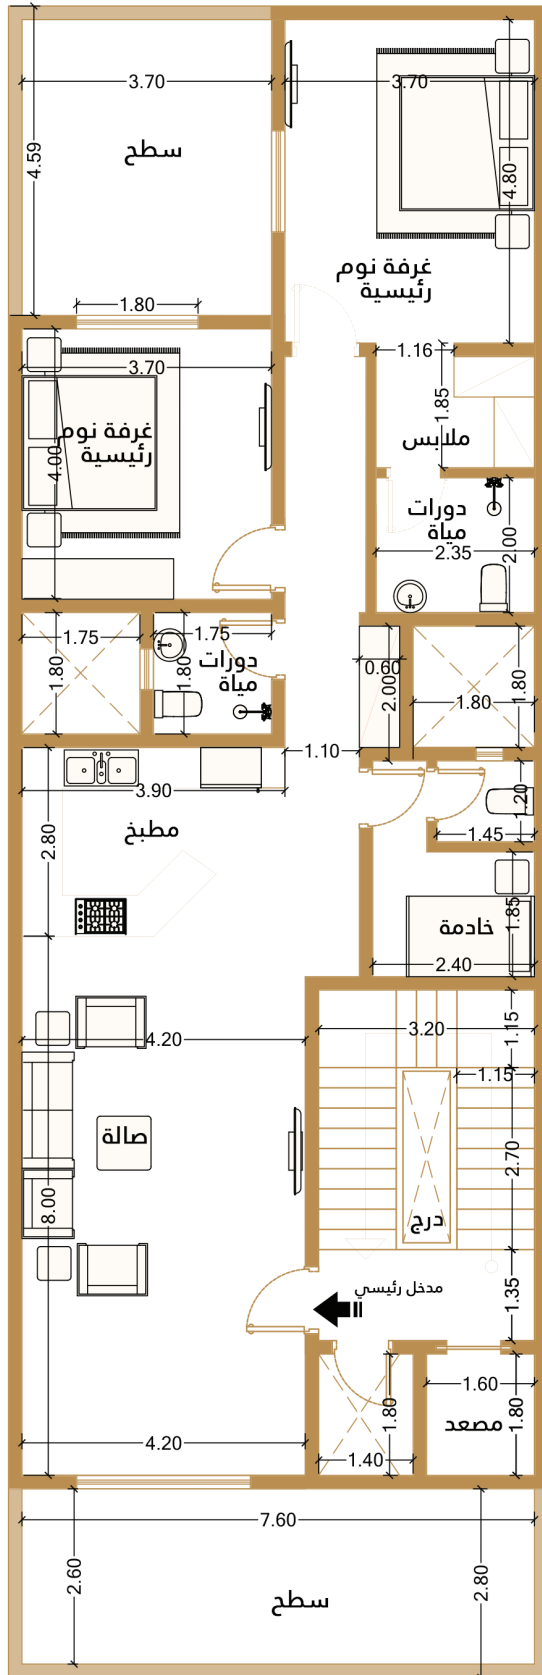 3.70
3.70
سطح
4.59
4.80
غرفة نوم
رئيسية
1.80
1.16
3.70
1.85
ملابس
غرفة نوم
رئيسية
4.00
دورات
مياة
2.35
2.00
1.75
1.75
1.80
1.80
دورات
مياة
0.60
2.00
1.80
1.80
1.10
3.90
1.20
1.45
مطبخ
2.80
1.85
خادمة
2.40
4.20
3.20
1.15
1.15
صالة
2.70
8.00
درج
مدخل رئيسي
1.35
1.60
1.80
مصعد
1.80
4.20
1.40
7.60
2.60
2.80
سطح